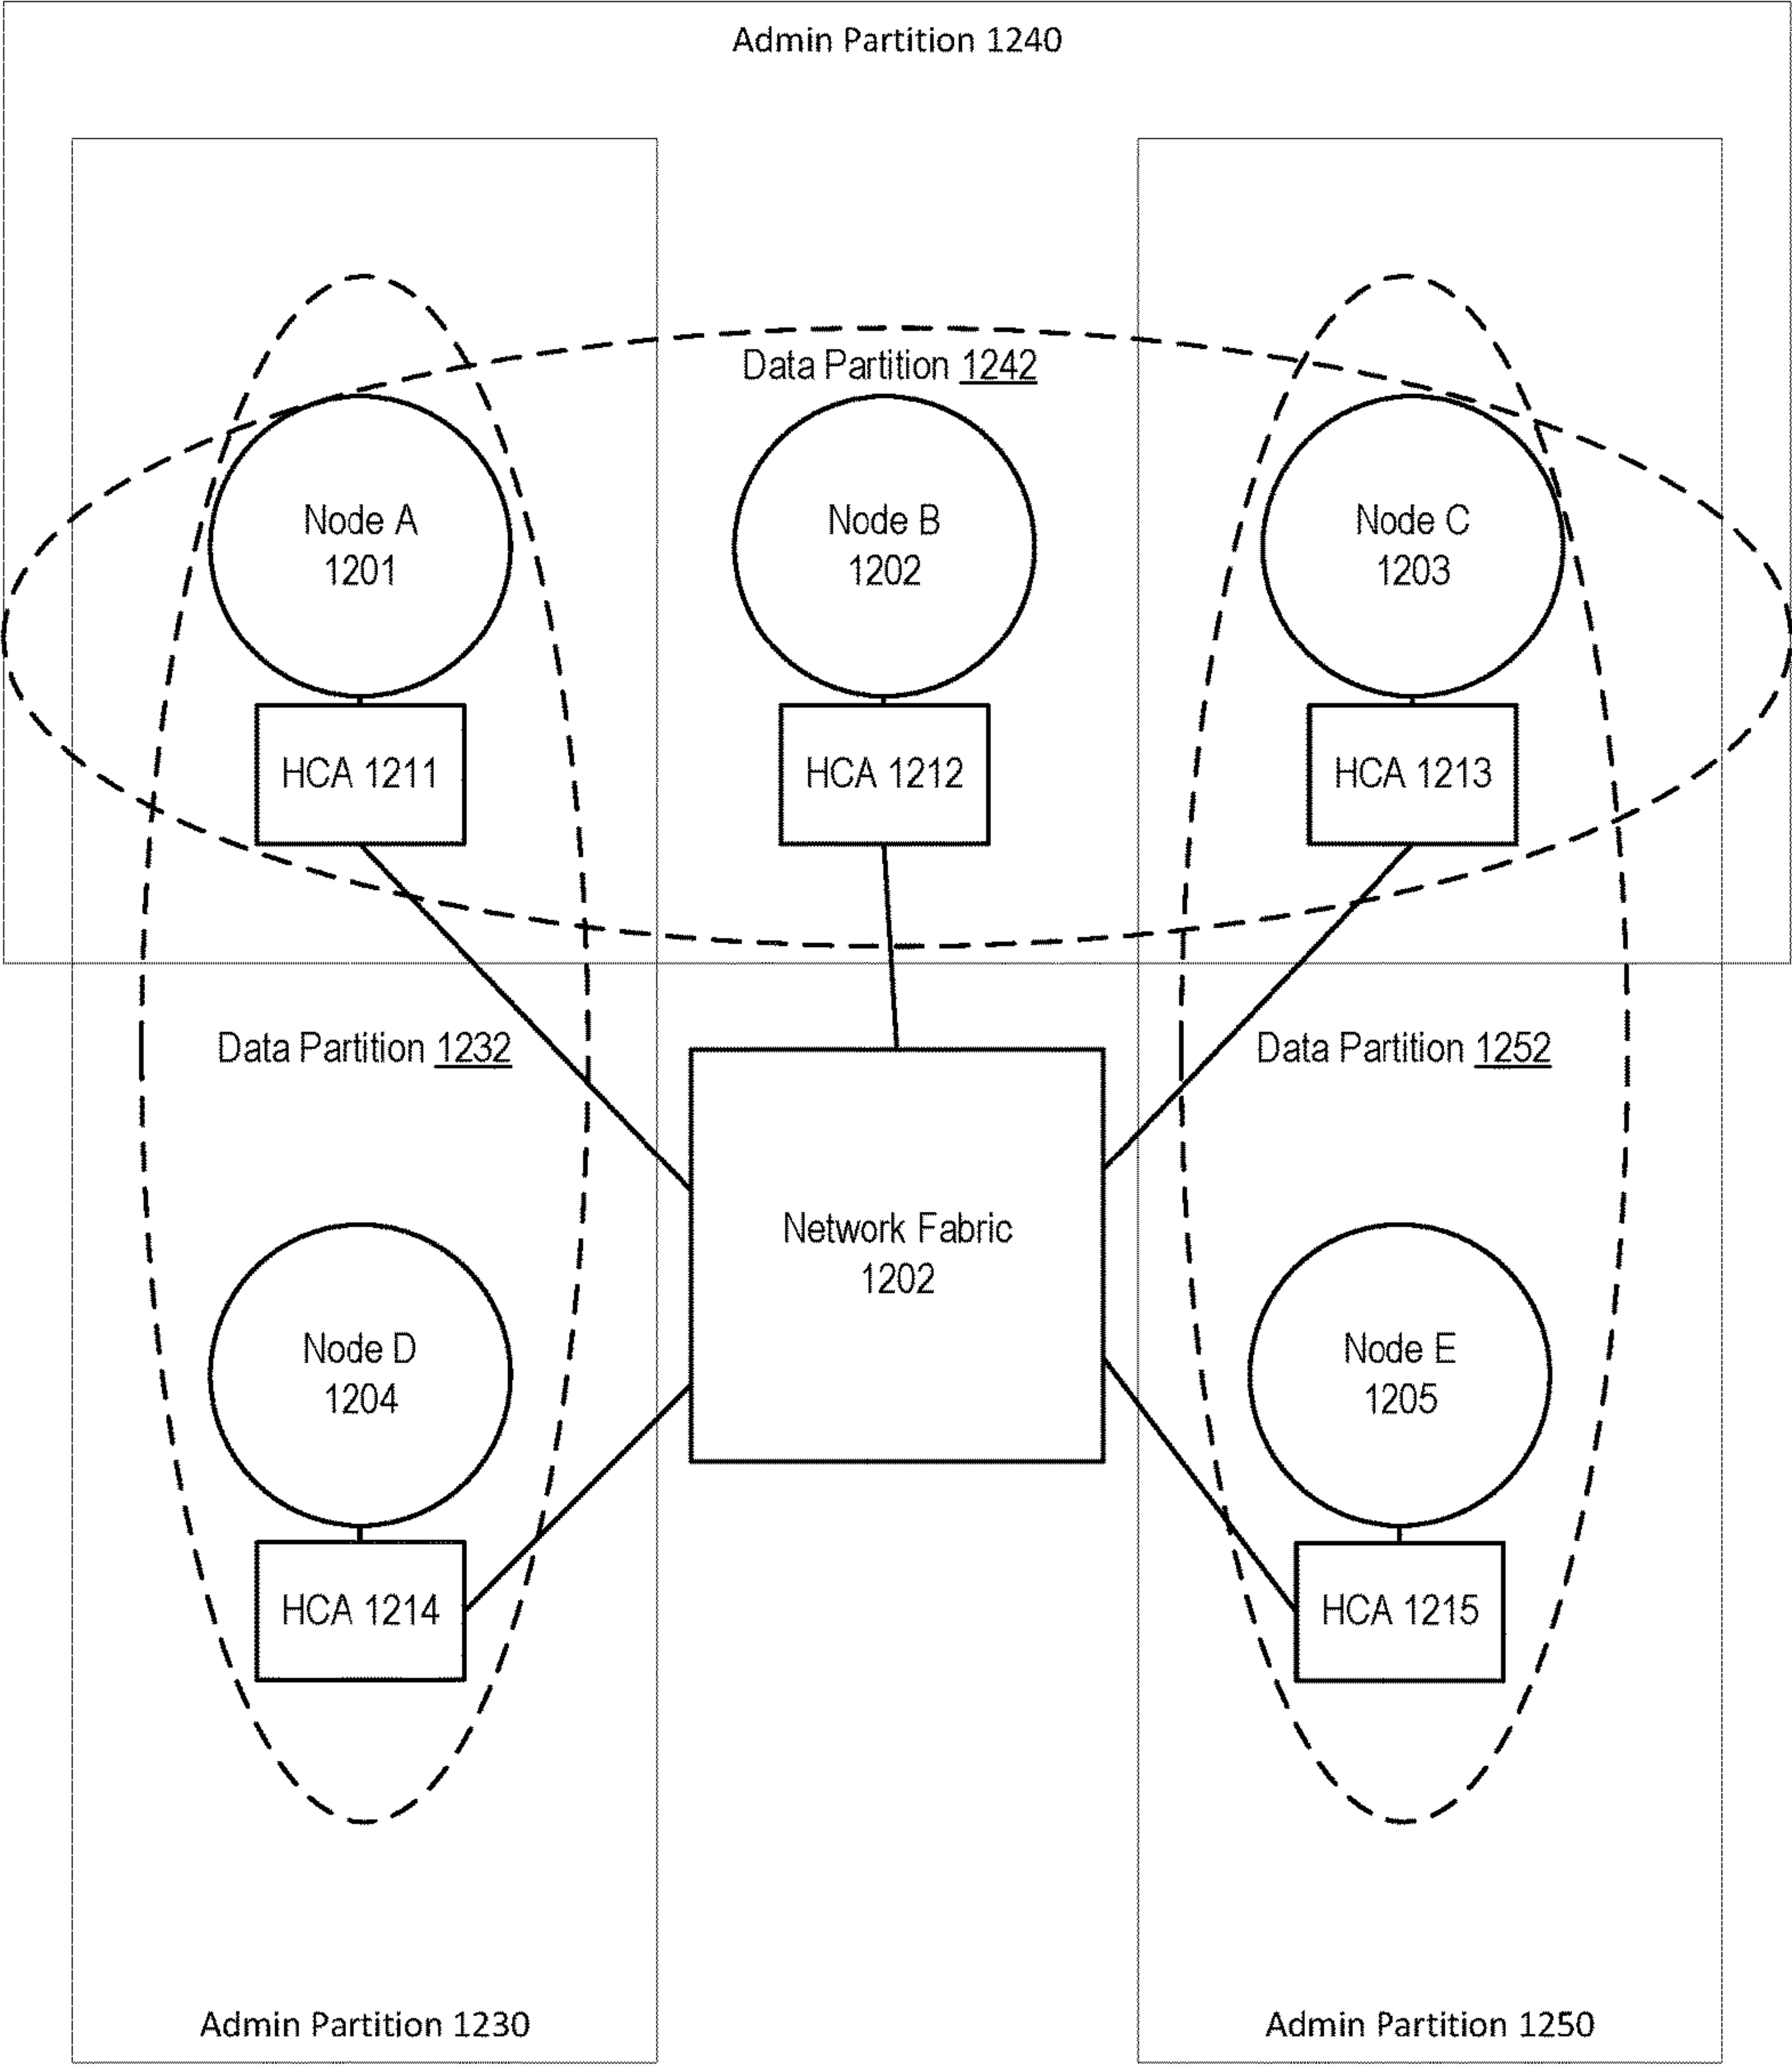 Admin Partition 1240
Data Partition 1242
Node A
1201
Node B
1202
Node C
1203
HCA 1211
HCA 1212
HCA 1213
Data Partition 1232
Data Partition 1252
Network Fabric
1202
Node D
1204
Node E
1205
HCA 1214
HCA 1215
Admin Partition 1230
Admin Partition 1250